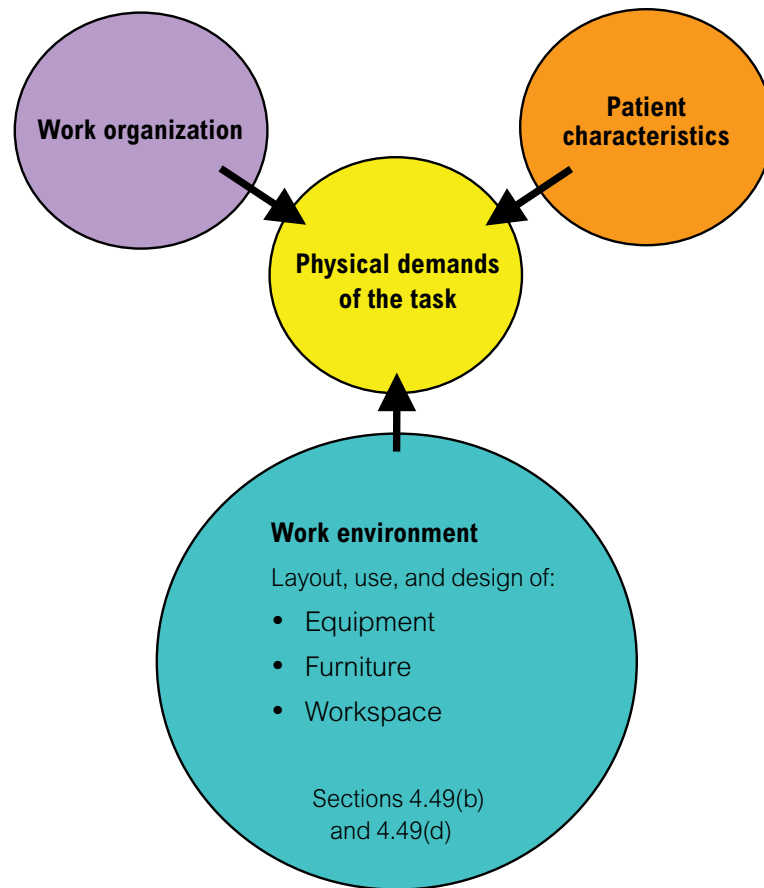 Work organization
Patient
characteristics
Physical demands
of the task
Work environment
Layout, use, and design of:
• Equipment
• Furniture
• Workspace
Sections 4.49(b)
and 4.49(d)